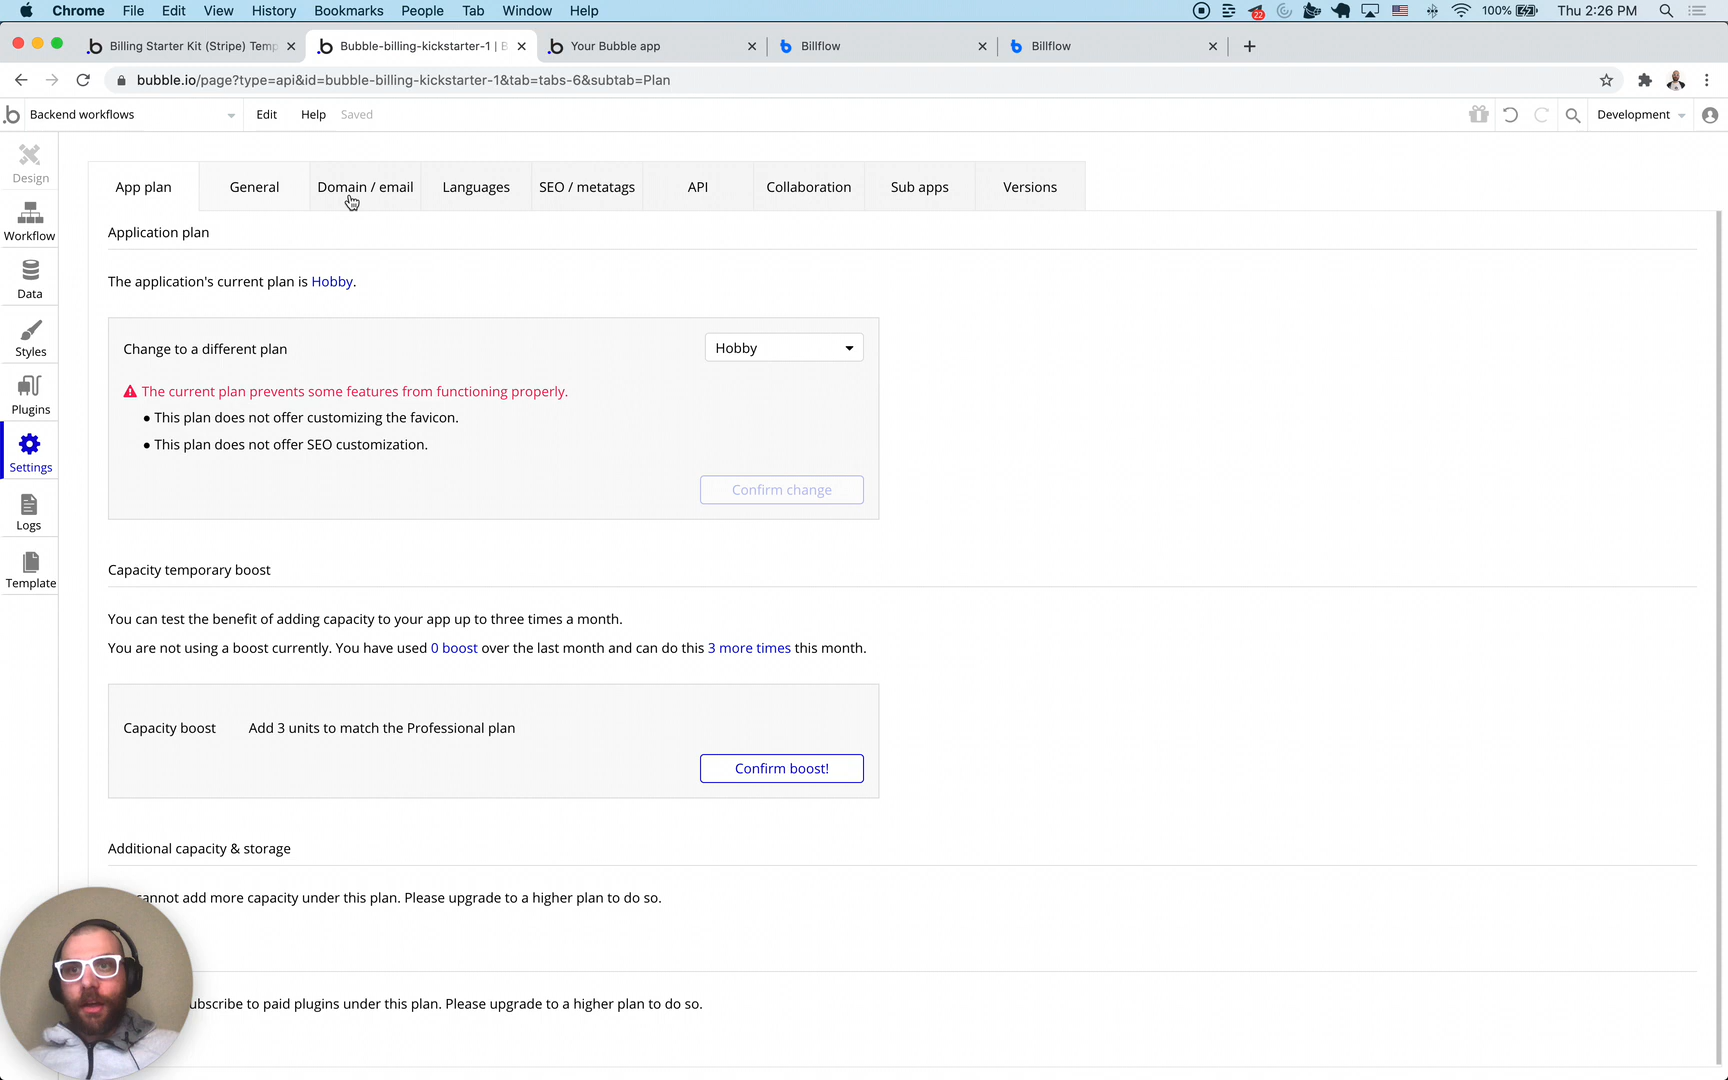 Chrome File Edit View History Bookmarks People Tab Window Help 22 100% Thu 2:26 PM
Billing Starter Kit (Stripe) Temp Bubble-billing-kickstarter-1 | B Your Bubble app Billflow Billflow
bubble.io/page?type=api&id=bubble-billing-kickstarter-1&tab=tabs-6&subtab=Plan
Backend workflows Edit Help Saved Development
Design
Workflow
Data
Styles
Plugins
Settings
Logs
Template
App plan General Domain / email Languages SEO / metatags API Collaboration Sub apps Versions
Application plan
The application's current plan is Hobby.
Change to a different plan Hobby
The current plan prevents some features from functioning properly.
• This plan does not offer customizing the favicon.
• This plan does not offer SEO customization.
Confirm change
Capacity temporary boost
You can test the benefit of adding capacity to your app up to three times a month.
You are not using a boost currently. You have used 0 boost over the last month and can do this 3 more times this month.
Capacity boost Add 3 units to match the Professional plan
Confirm boost!
Additional capacity & storage
cannot add more capacity under this plan. Please upgrade to a higher plan to do so.
ubscribe to paid plugins under this plan. Please upgrade to a higher plan to do so.